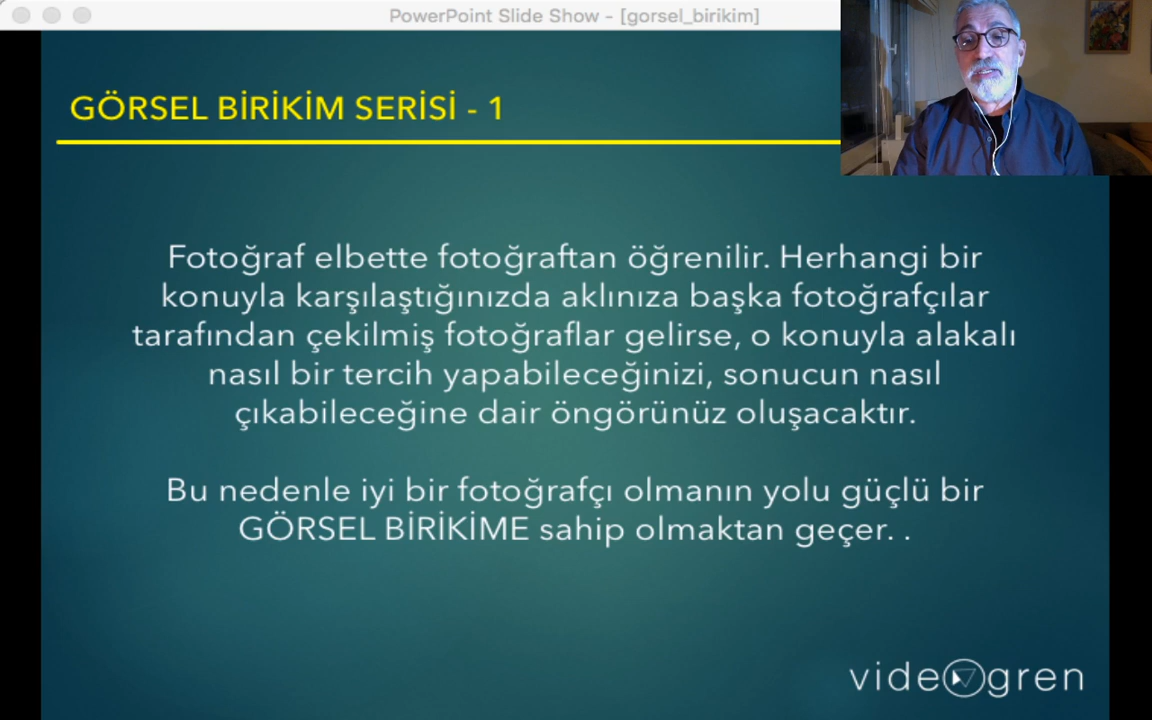 PowerPoint Slide Show - [gorsel_birikim]
GÖRSEL BİRİKİM SERİSİ - 1
Fotoğraf elbette fotoğraftan öğrenilir. Herhangi bir
konuyla karşılaştığınızda aklınıza başka fotoğrafçılar
tarafından çekilmiş fotoğraflar gelirse, o konuyla alakalı
nasıl bir tercih yapabileceğinizi, sonucun nasıl
çıkabileceğine dair öngörünüz oluşacaktır.
Bu nedenle iyi bir fotoğrafçı olmanın yolu güçlü bir
GÖRSEL BİRİKİME sahip olmaktan geçer. .
videogren